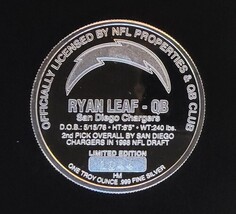 OFFICIALLY LICENSED BY NFL PROPERTIES & QB CLUB
RYAN LEAF - QB
San Diego Chargers
D.O.B.: 5/15/76 • HT:6'5" • WT:240 lbs.
2nd PICK OVERALL BY SAN DIEGO
CHARGERS IN 1998 NFL DRAFT
LIMITED EDITION
HM
ONE TROY OUNCE .999 FINE SILVER